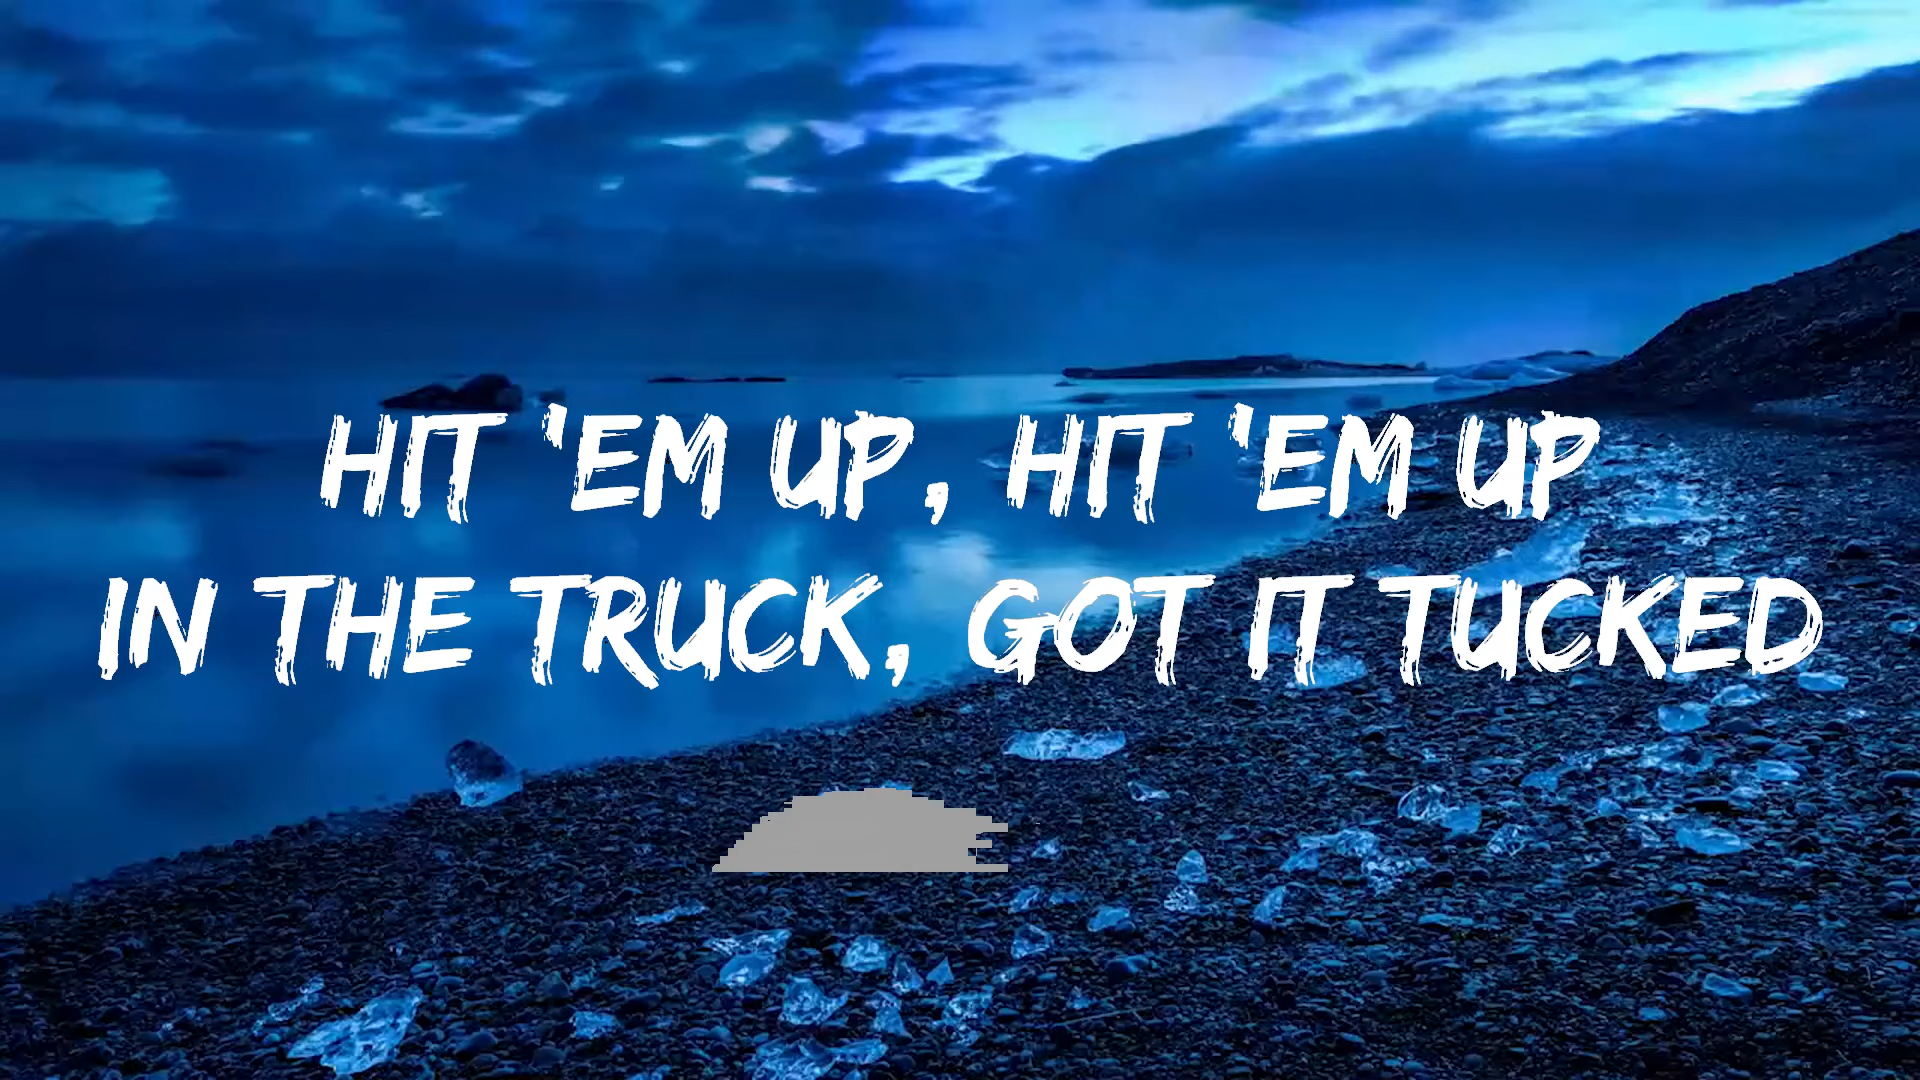 HIT 'EM UP, HIT 'EM UP
IN THE TRUCK, GOT IT TUCKED